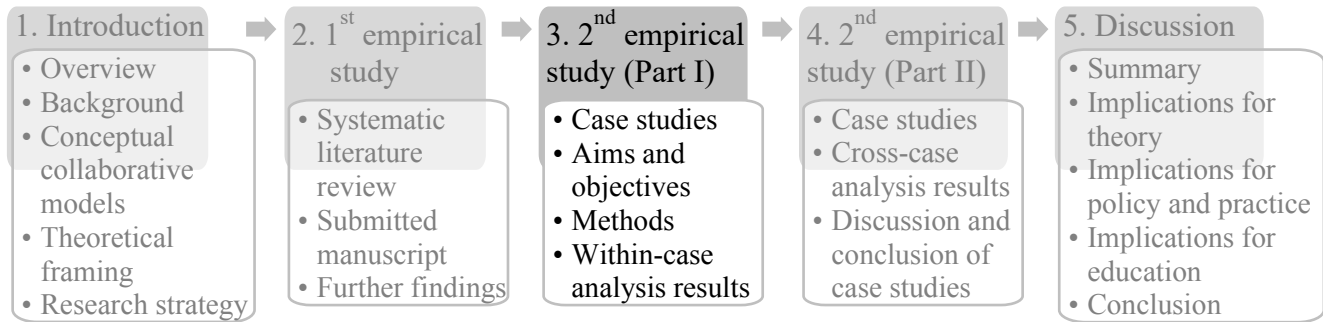 1. Introduction
• Overview
• Background
• Conceptual
collaborative
models
• Theoretical
framing
• Research strategy
2. 1st empirical
study
• Systematic
literature
review
• Submitted
manuscript
• Further findings
3. 2nd empirical
study (Part I)
• Case studies
• Aims and
objectives
• Methods
• Within-case
analysis results
4. 2nd empirical
study (Part II)
• Case studies
• Cross-case
analysis results
• Discussion and
conclusion of
case studies
5. Discussion
• Summary
• Implications for
theory
• Implications for
policy and practice
• Implications for
education
• Conclusion